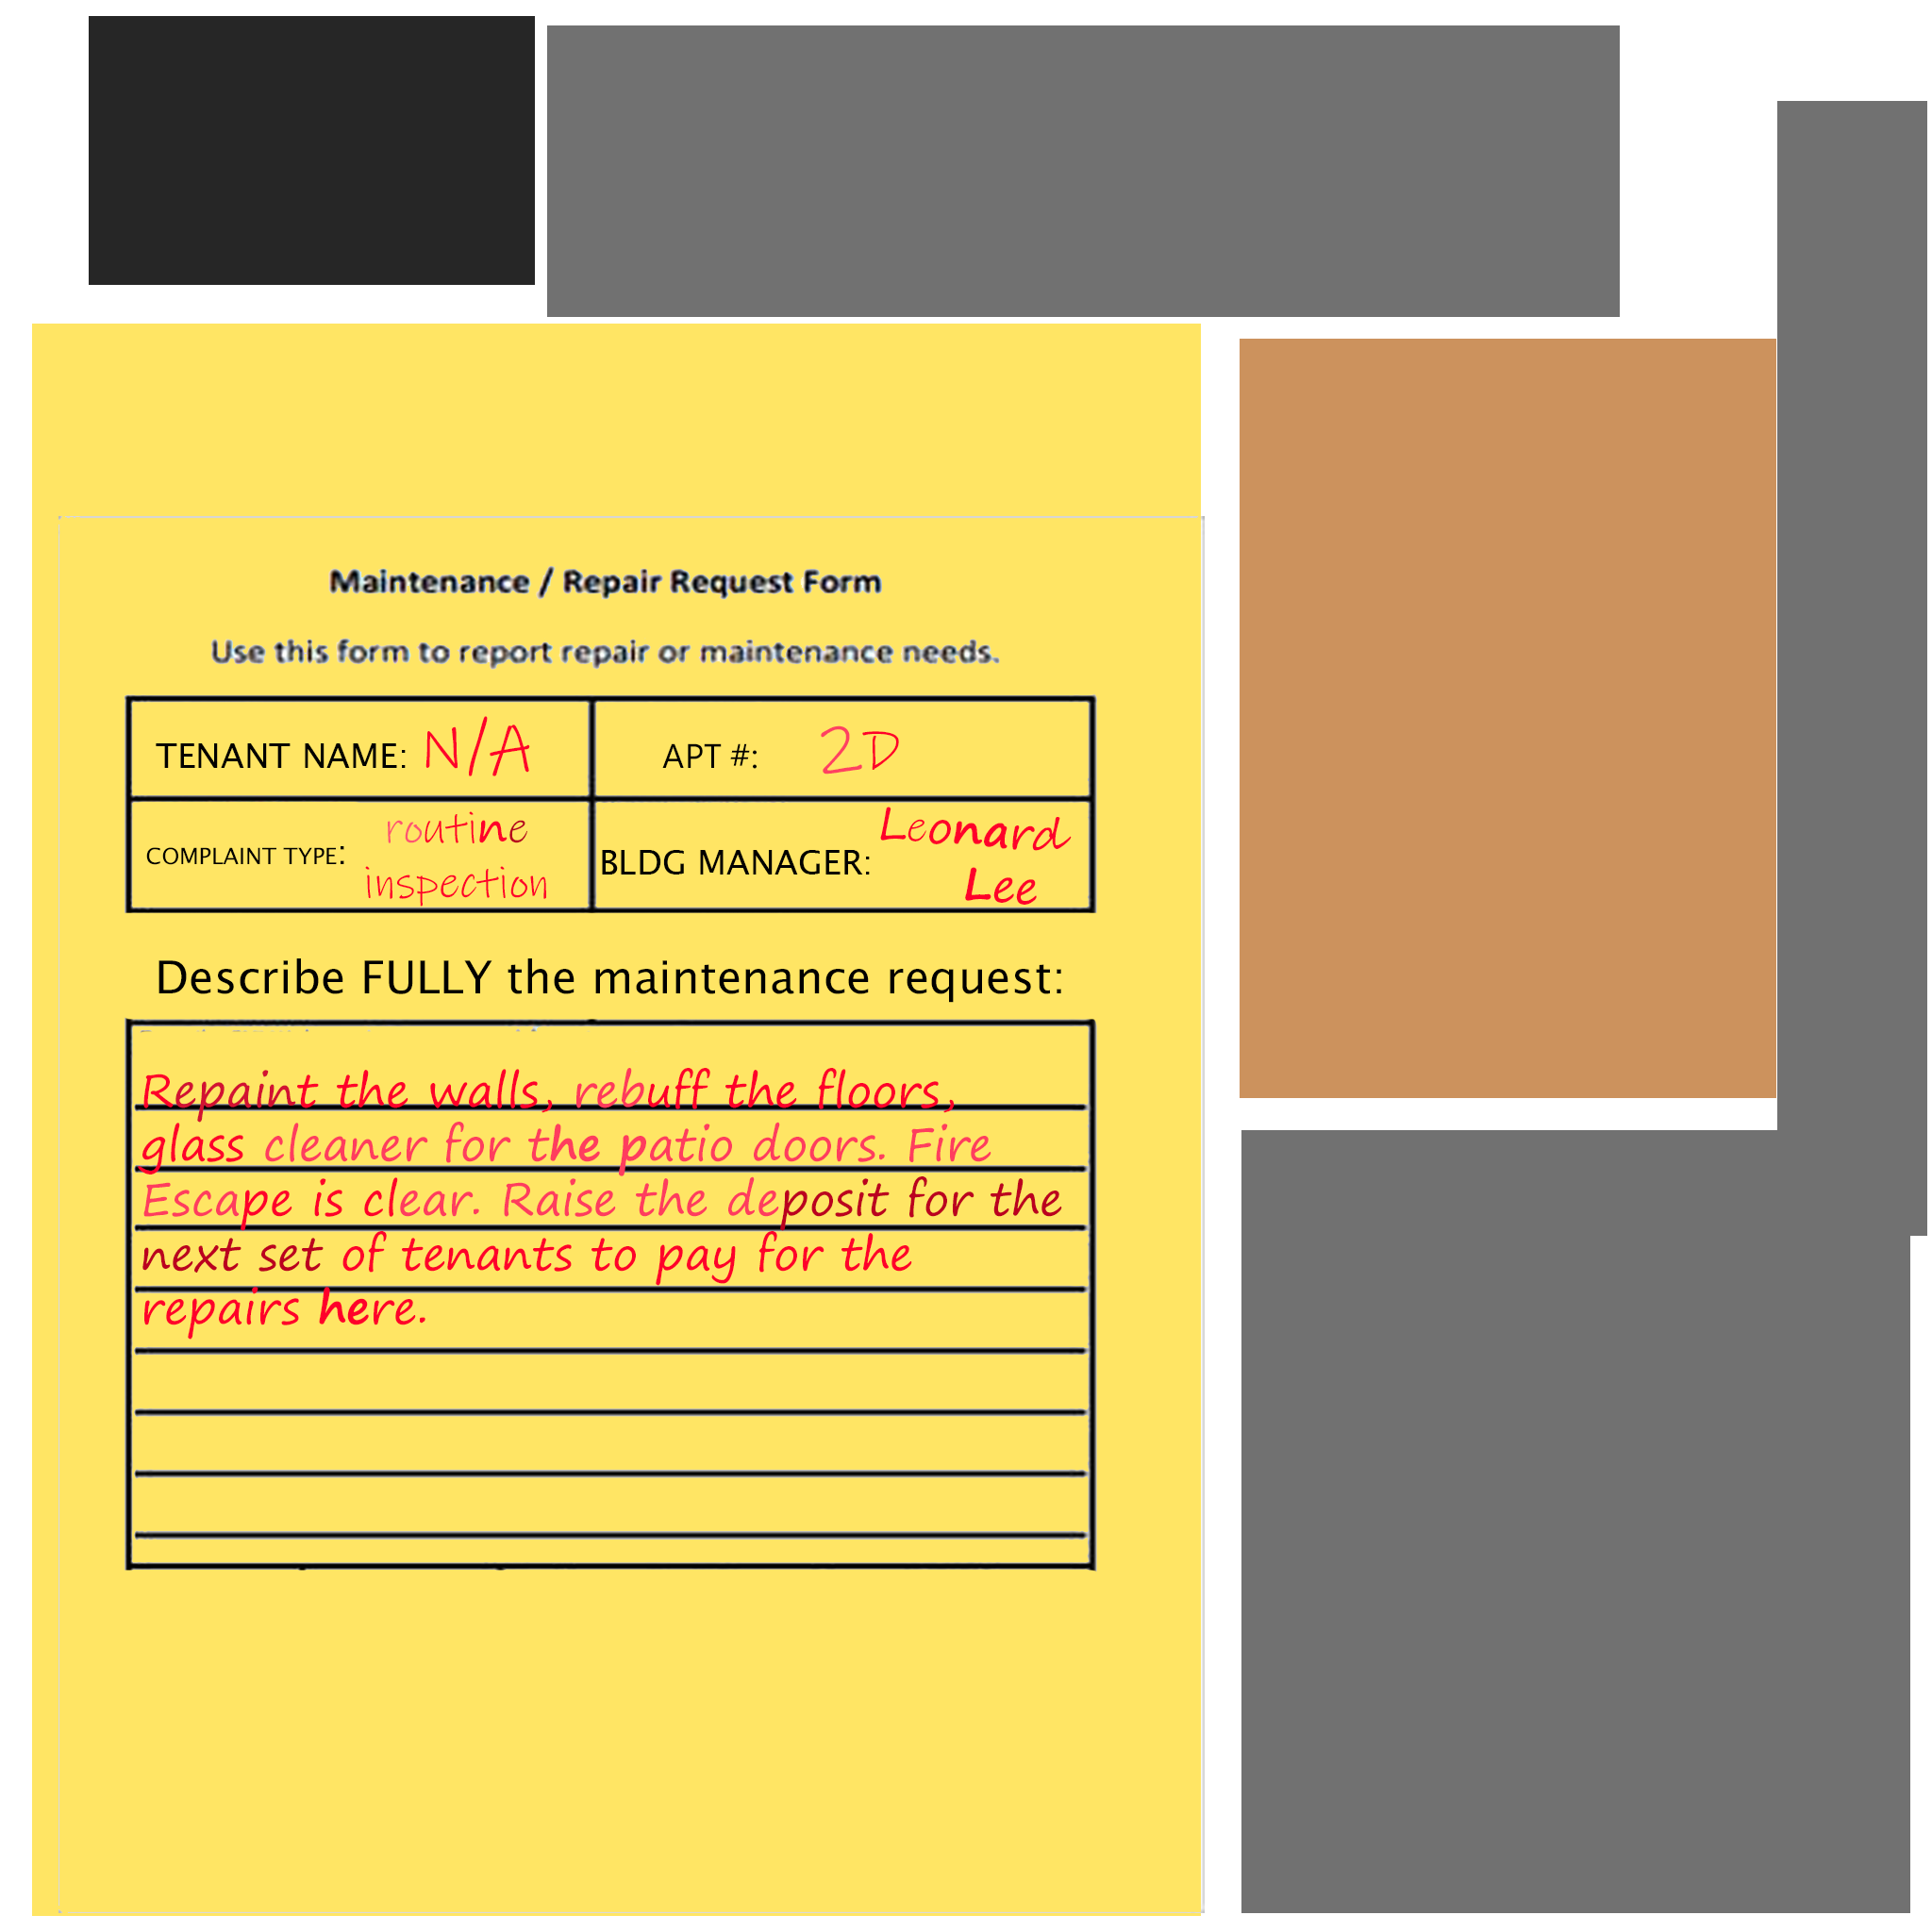 Maintenance / Repair Request Form
Use this form to report repair or maintenance needs.
TENANT NAME: N/A
APT #: 2D
COMPLAINT TYPE: routine
inspection
BLDG MANAGER: Leonard
Lee
Describe FULLY the maintenance request:
Repaint the walls, rebuff the floors,
glass cleaner for the patio doors. Fire
Escape is clear. Raise the deposit for the
next set of tenants to pay for the
repairs here.